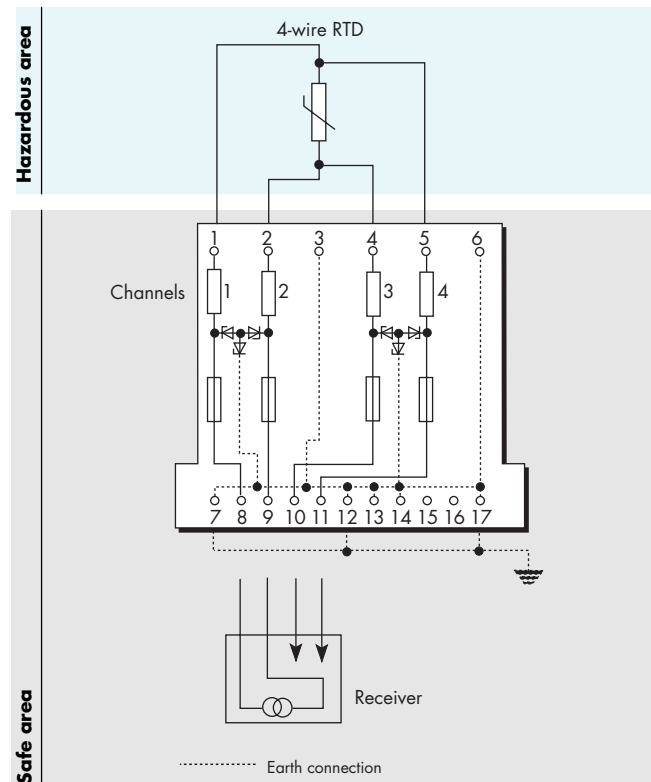 Hazardous area
4-wire RTD
1 2 3 4 5 6
Channels
1 2 3 4
7 8 9 10 11 12 13 14 15 16 17
Receiver
Safe area
Earth connection